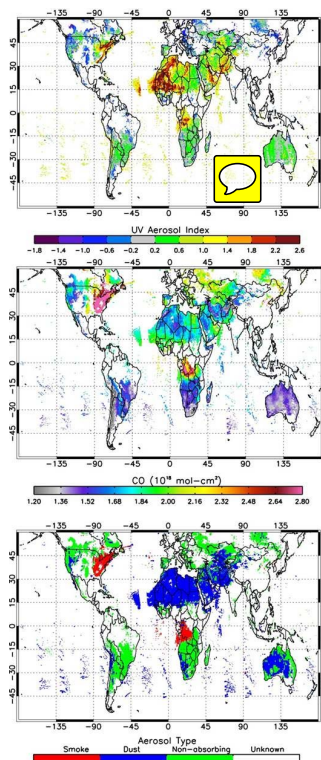 −135 −90 −45 0 45 90 135
45
30
15
0
−15
−30
−45
−135 −90 −45 0 45 90 135
UV Aerosol Index
−1.8 −1.4 −1.0 −0.6 −0.2 0.2 0.6 1.0 1.4 1.8 2.2 2.6
−135 −90 −45 0 45 90 135
45
30
15
0
−15
−30
−45
−135 −90 −45 0 45 90 135
CO (10¹⁸ mol−cm²)
1.20 1.36 1.52 1.68 1.84 2.00 2.16 2.32 2.48 2.64 2.80
−135 −90 −45 0 45 90 135
45
30
15
0
−15
−30
−45
−135 −90 −45 0 45 90 135
Aerosol Type
Smoke Dust Non−absorbing Unknown